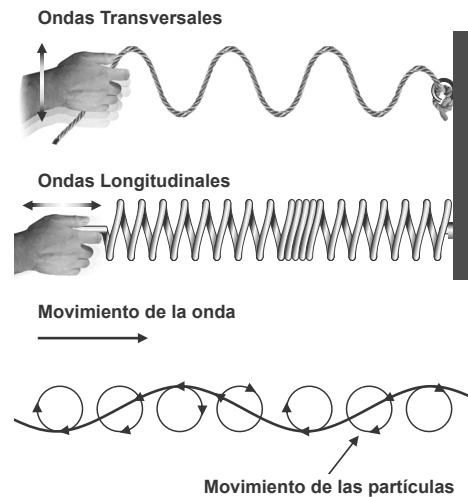 Ondas Transversales
Ondas Longitudinales
Movimiento de la onda
Movimiento de las partículas